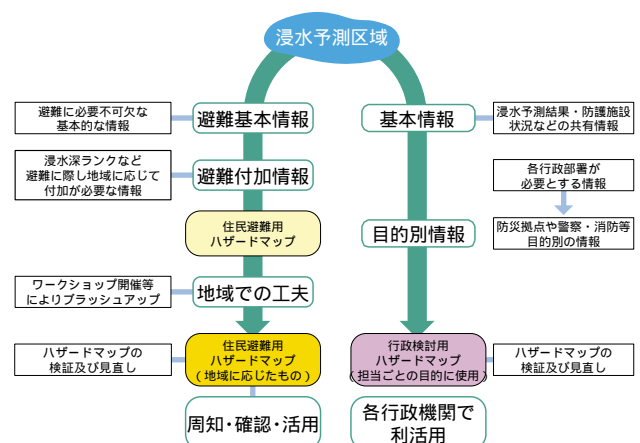 浸水予測区域
避難に必要不可欠な
基本的な情報
避難基本情報
基本情報
浸水予測結果・防護施設
状況などの共有情報
浸水深ランクなど
避難に際し地域に応じて
付加が必要な情報
避難付加情報
各行政部署が
必要とする情報
住民避難用
ハザードマップ
目的別情報
防災拠点や警察・消防等
目的別の情報
ワークショップ開催等
によりブラッシュアップ
地域での工夫
ハザードマップの
検証及び見直し
住民避難用
ハザードマップ
(地域に応じたもの)
行政検討用
ハザードマップ
(担当ごとの目的に使用)
ハザードマップの
検証及び見直し
周知・確認・活用
各行政機関で
利活用